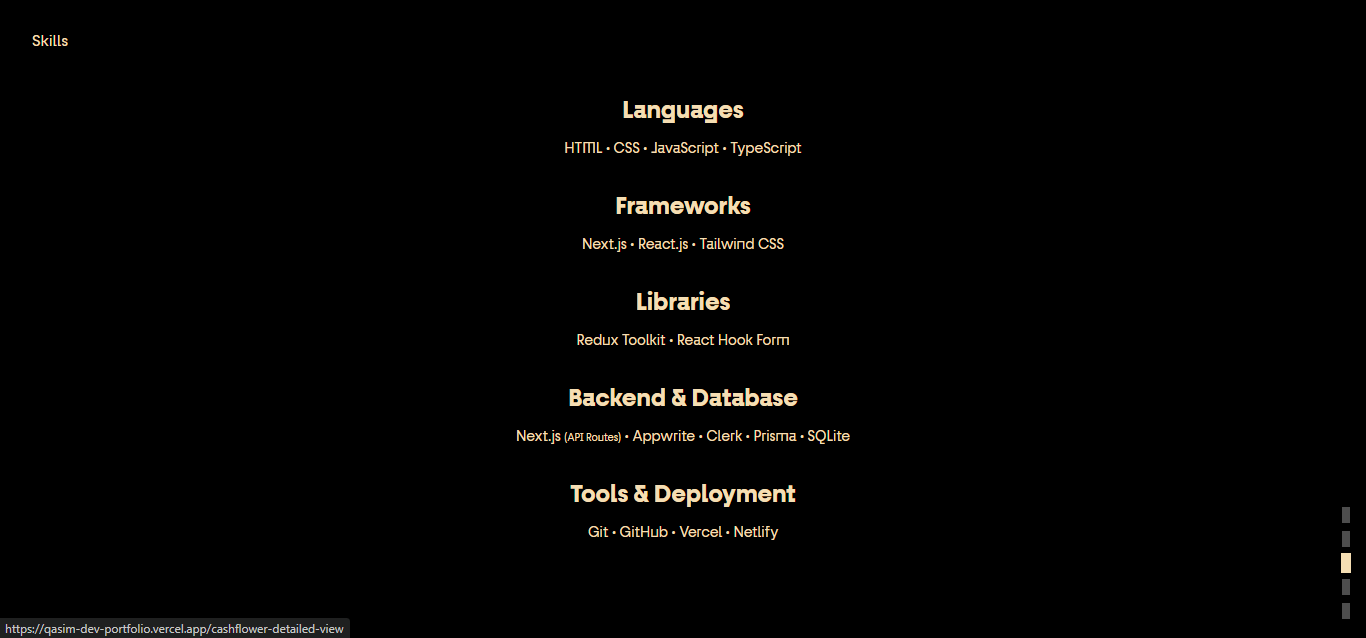 Skills
Languages
HTML • CSS • JavaScript • TypeScript
Frameworks
Next.js • React.js • Tailwind CSS
Libraries
Redux Toolkit • React Hook Form
Backend & Database
Next.js (API Routes) • Appwrite • Clerk • Prisma • SQLite
Tools & Deployment
Git • GitHub • Vercel • Netlify
https://qasim-dev-portfolio.vercel.app/cashflower-detailed-view